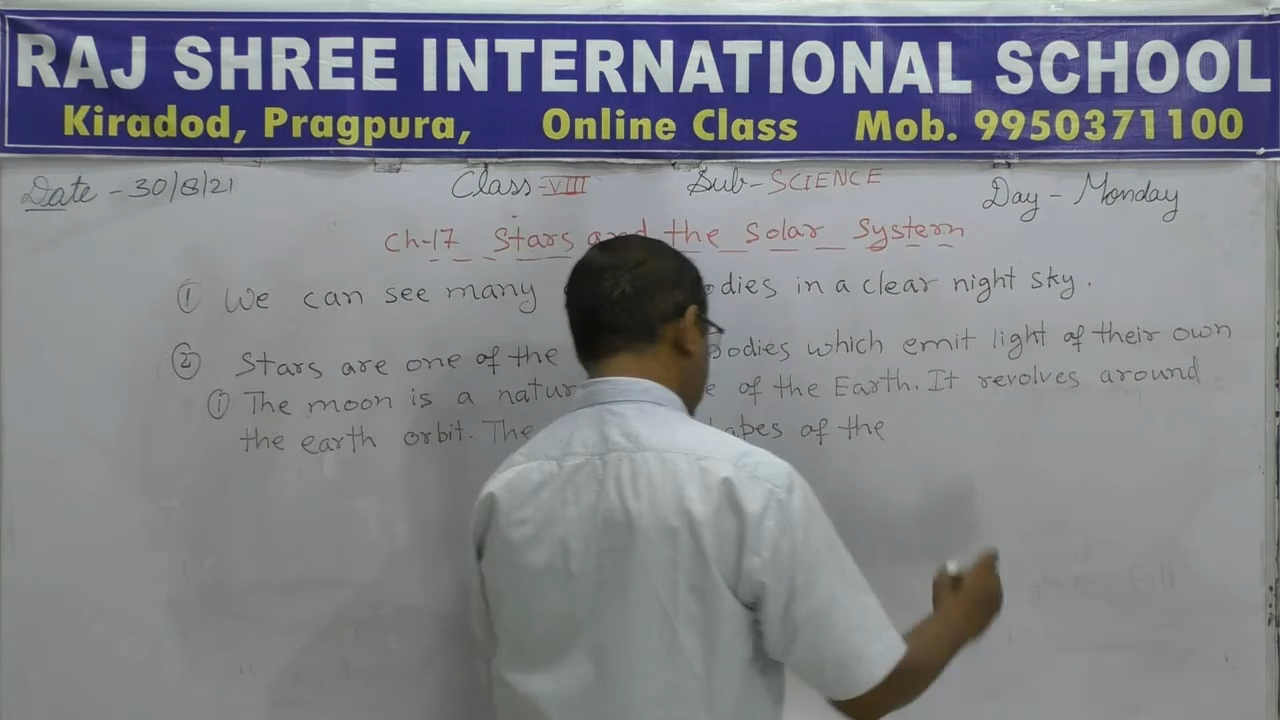 RAJ SHREE INTERNATIONAL SCHOOL
Kiradod, Pragpura, Online Class Mob. 9950371100
Date - 30/8/21 Class-VIII Sub-SCIENCE Day - Monday
Ch-17 Stars and the Solar System
① We can see many odies in a clear night sky.
② Stars are one of the bodies which emit light of their own
① The moon is a natur e of the Earth. It revolves around
the earth orbit. The apes of the